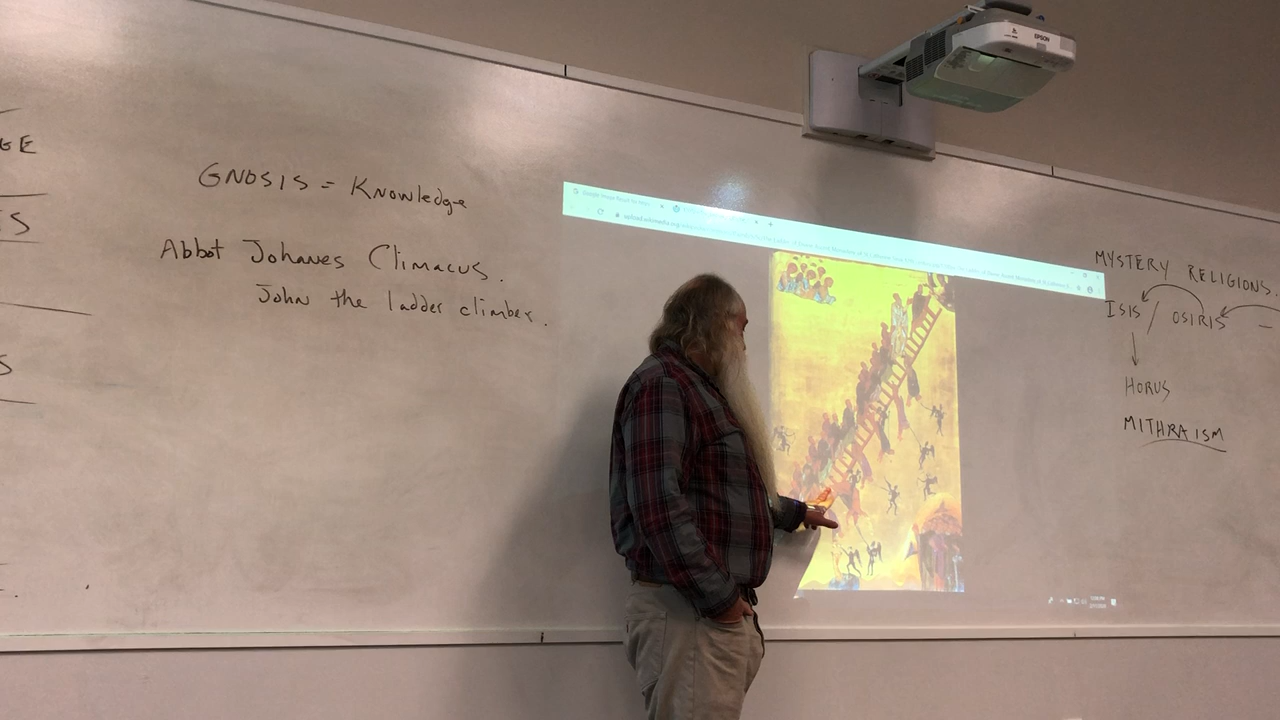 GE
S
GNOSIS = Knowledge
Abbot Johanes Climacus.
John the ladder climber.
S
EPSON
MYSTERY RELIGIONS.
ISIS / OSIRIS
HORUS
MITHRAISM